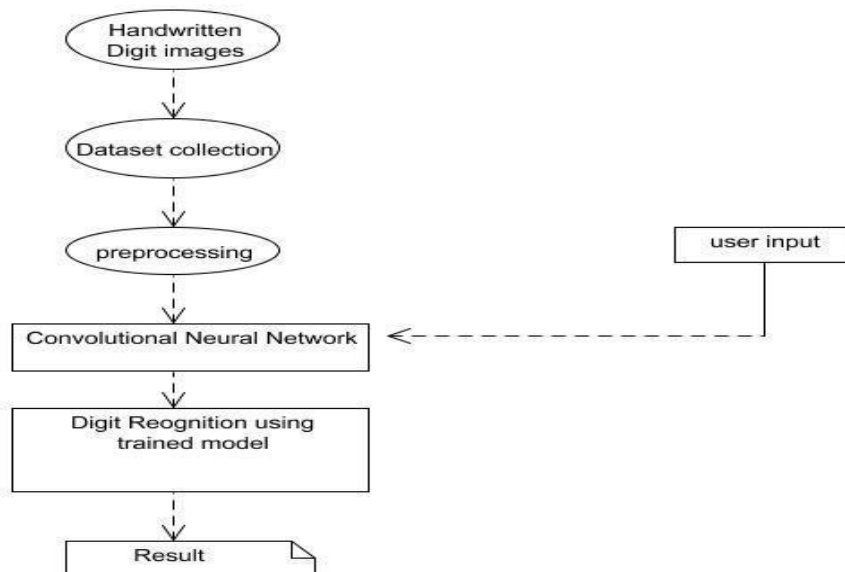 Handwritten
Digit images
Dataset collection
preprocessing
user input
Convolutional Neural Network
Digit Reognition using
trained model
Result